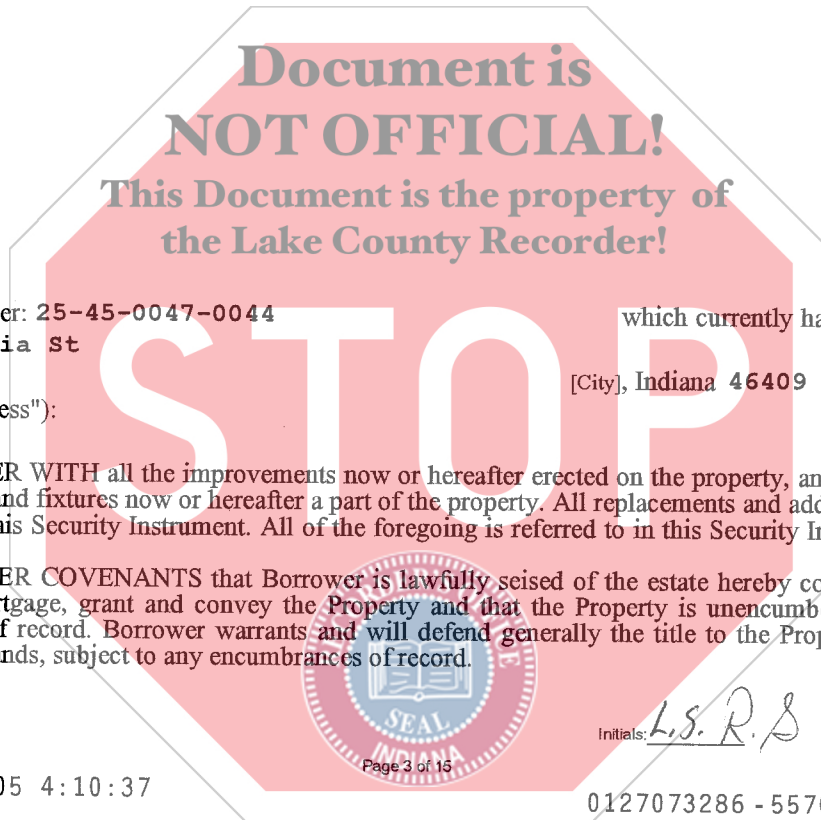 Document is
NOT OFFICIAL!
This Document is the property of
the Lake County Recorder!
er: 25-45-0047-0044 which currently ha
ia St
[City], Indiana 46409
ess"):
STOP
ER WITH all the improvements now or hereafter erected on the property, an
nd fixtures now or hereafter a part of the property. All replacements and add
is Security Instrument. All of the foregoing is referred to in this Security In
ER COVENANTS that Borrower is lawfully seised of the estate hereby co
rtgage, grant and convey the Property and that the Property is unencumb
f record. Borrower warrants and will defend generally the title to the Prop
nds, subject to any encumbrances of record.
SEAL
INDIANA
Initials: L.S. R.S
Page 3 of 15
05 4:10:37
0127073286 - 557